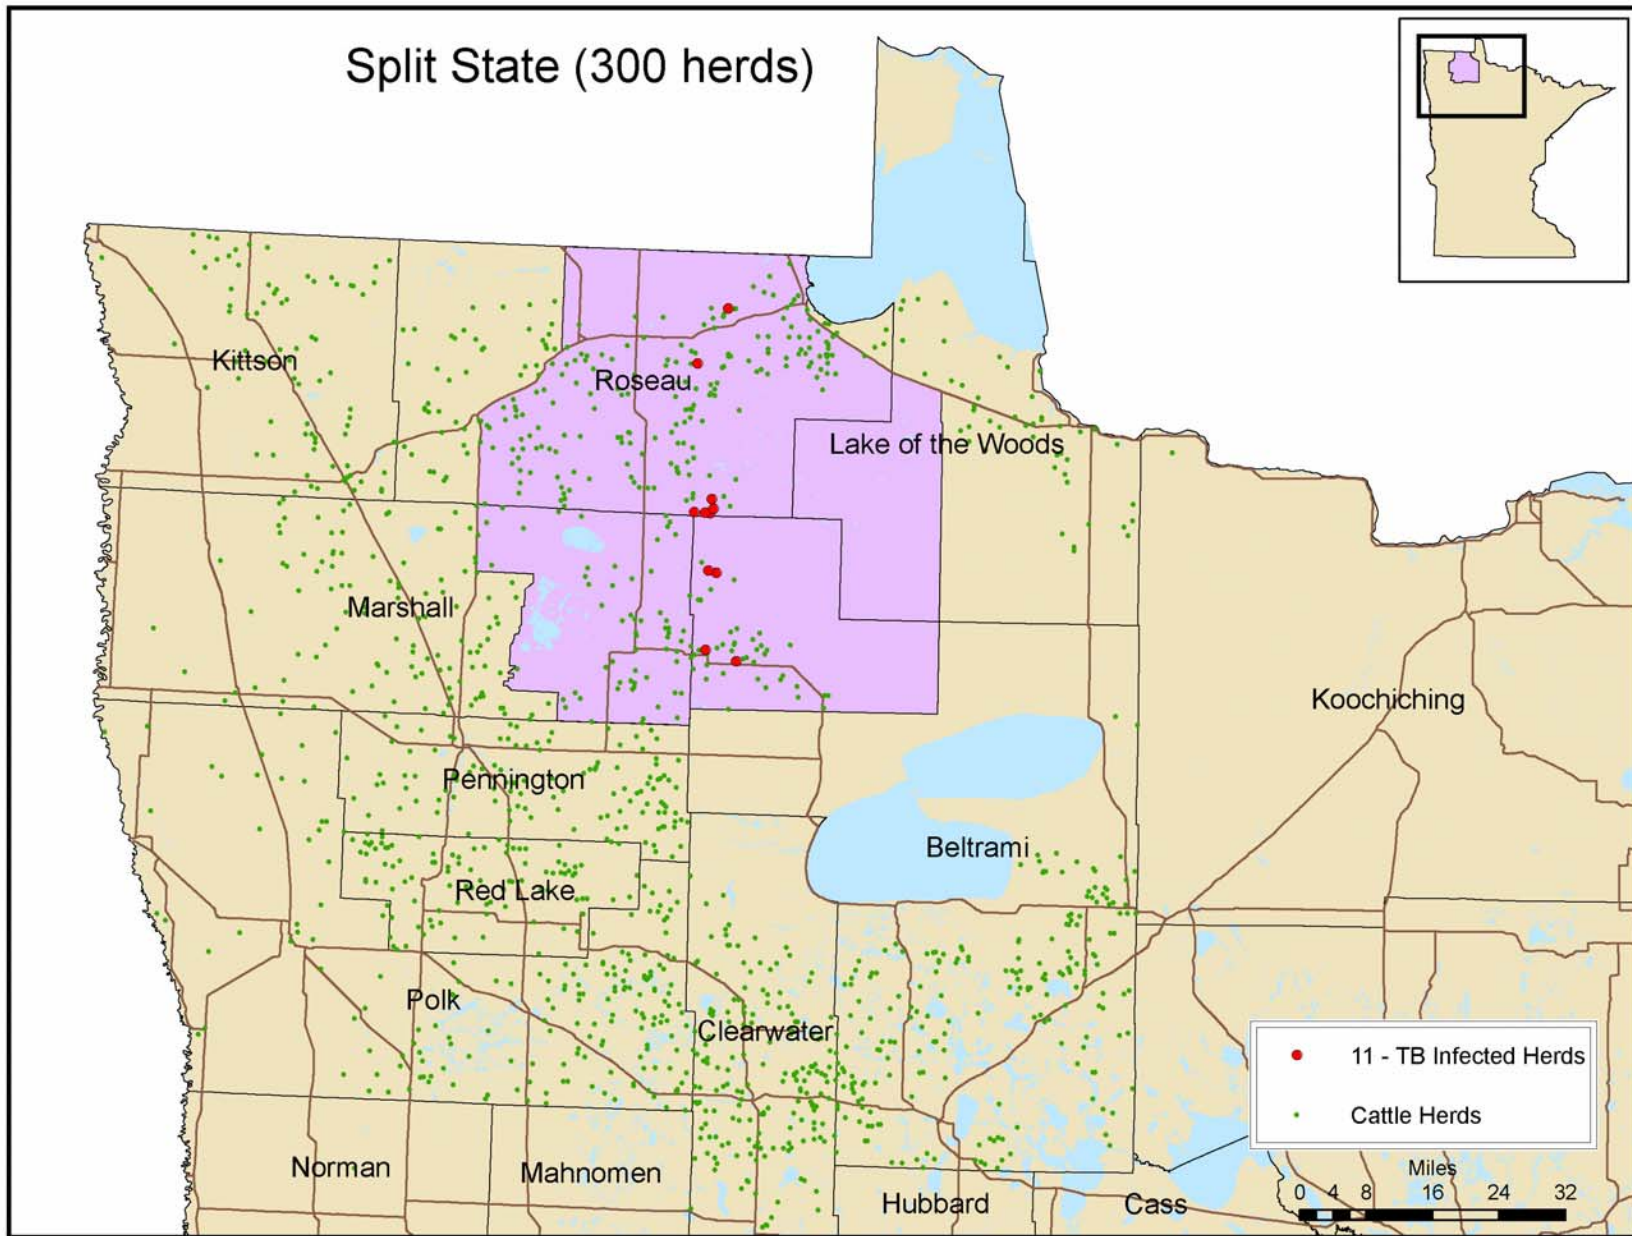 Split State (300 herds)
Kittson
Roseau
Lake of the Woods
Marshall
Koochiching
Pennington
Beltrami
Red Lake
Polk
Clearwater
11 - TB Infected Herds
Cattle Herds
Norman
Mahnomen
Hubbard
Cass
Miles
0 4 8 16 24 32